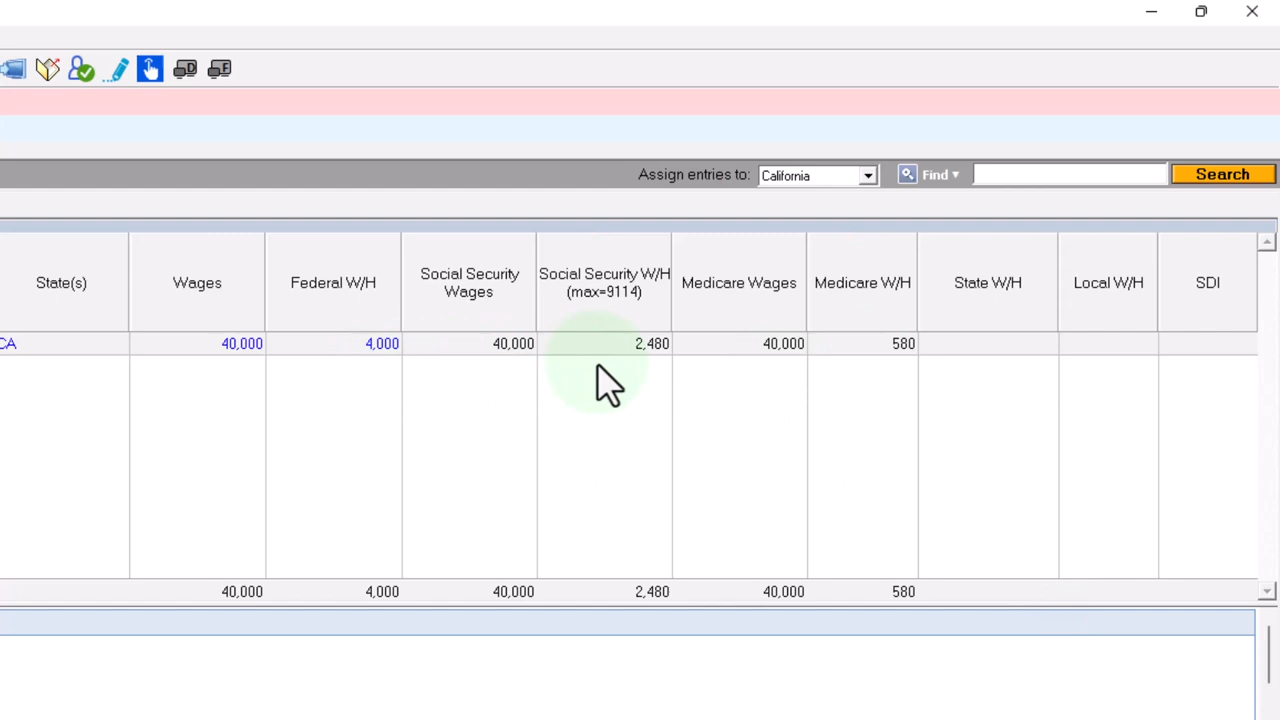 D F
Assign entries to: California Find Search
State(s) Wages Federal W/H Social Security Wages Social Security W/H (max=9114) Medicare Wages Medicare W/H State W/H Local W/H SDI
CA 40,000 4,000 40,000 2,480 40,000 580
40,000 4,000 40,000 2,480 40,000 580